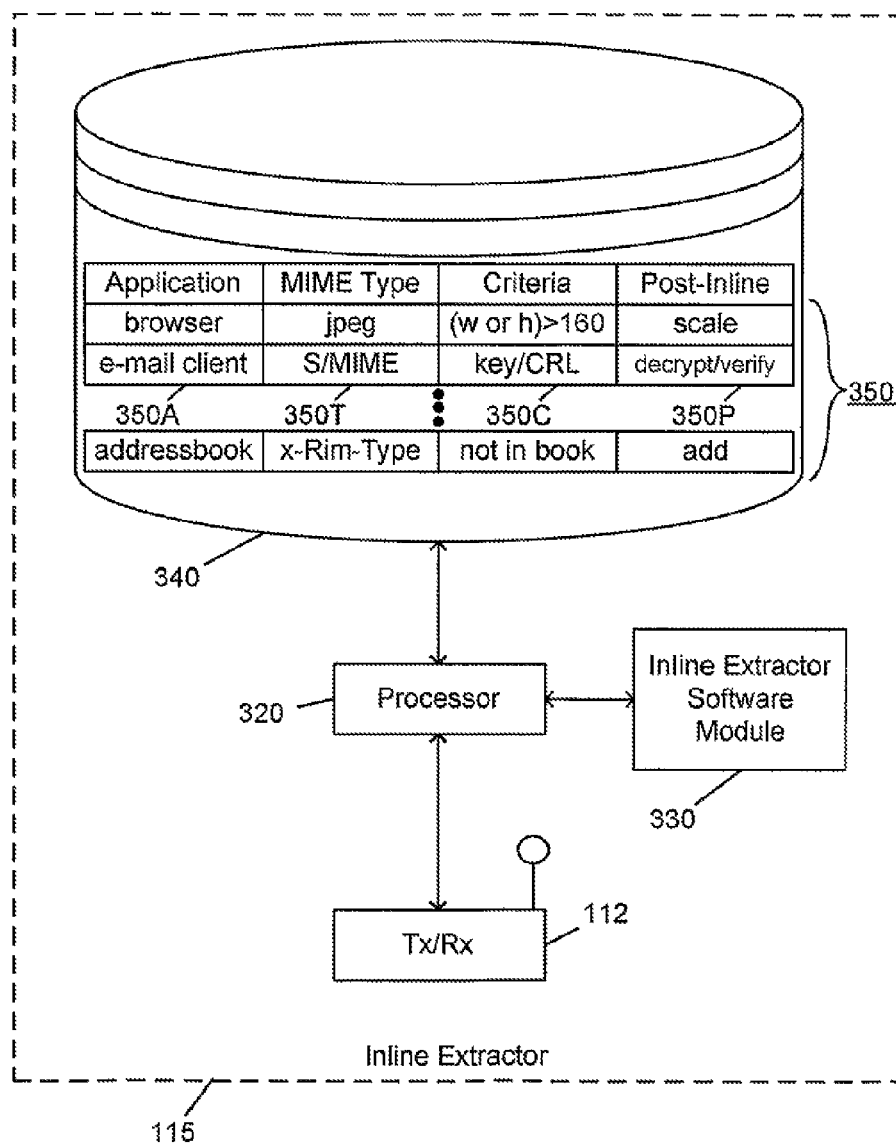 Application MIME Type Criteria Post-Inline
browser jpeg (w or h)>160 scale
e-mail client S/MIME key/CRL decrypt/verify
350A 350T 350C 350P 350
addressbook x-Rim-Type not in book add
340
320 Processor
Inline Extractor
Software
Module
330
Tx/Rx 112
Inline Extractor
115